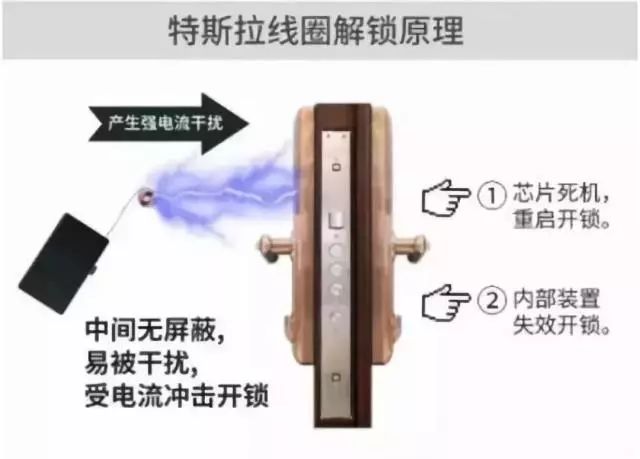 特斯拉线圈解锁原理
产生强电流干扰
① 芯片死机，
重启开锁。
② 内部装置
失效开锁。
中间无屏蔽，
易被干扰，
受电流冲击开锁